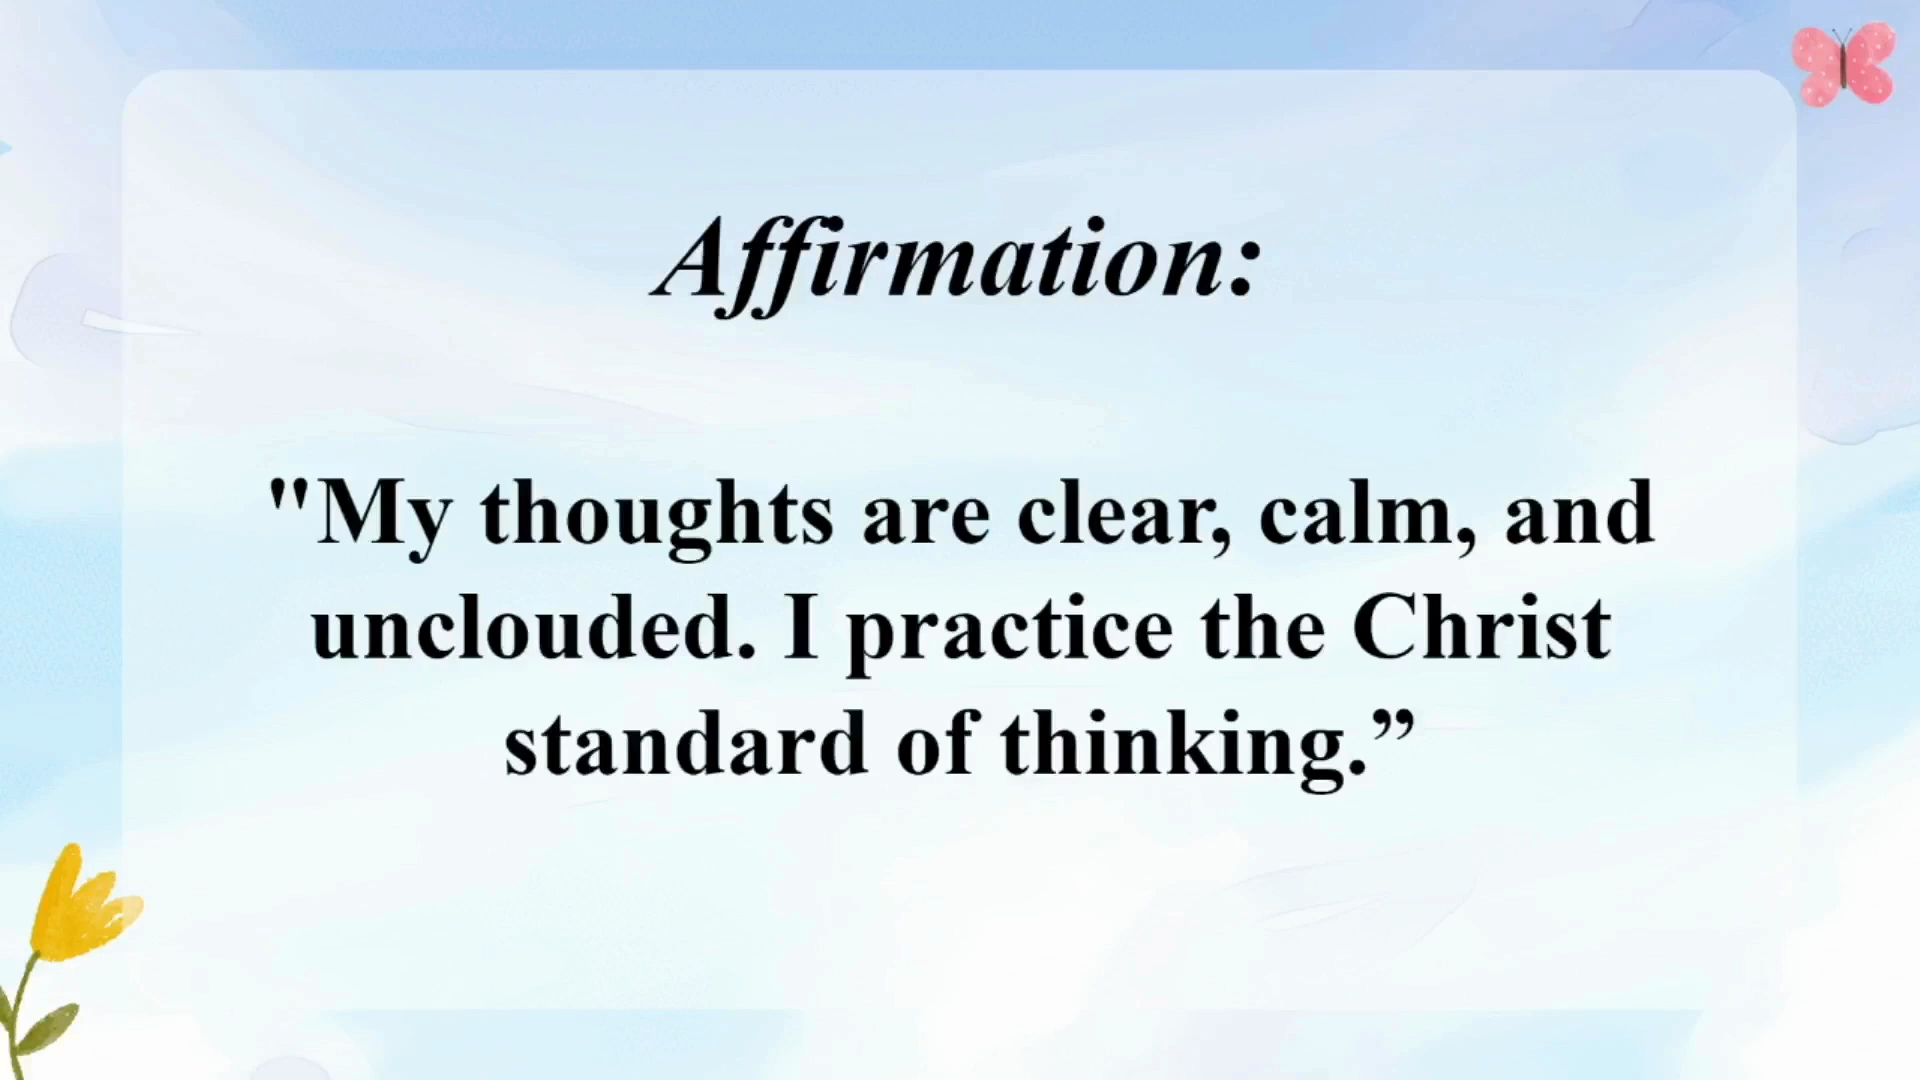 Affirmation:
"My thoughts are clear, calm, and
unclouded. I practice the Christ
standard of thinking.”